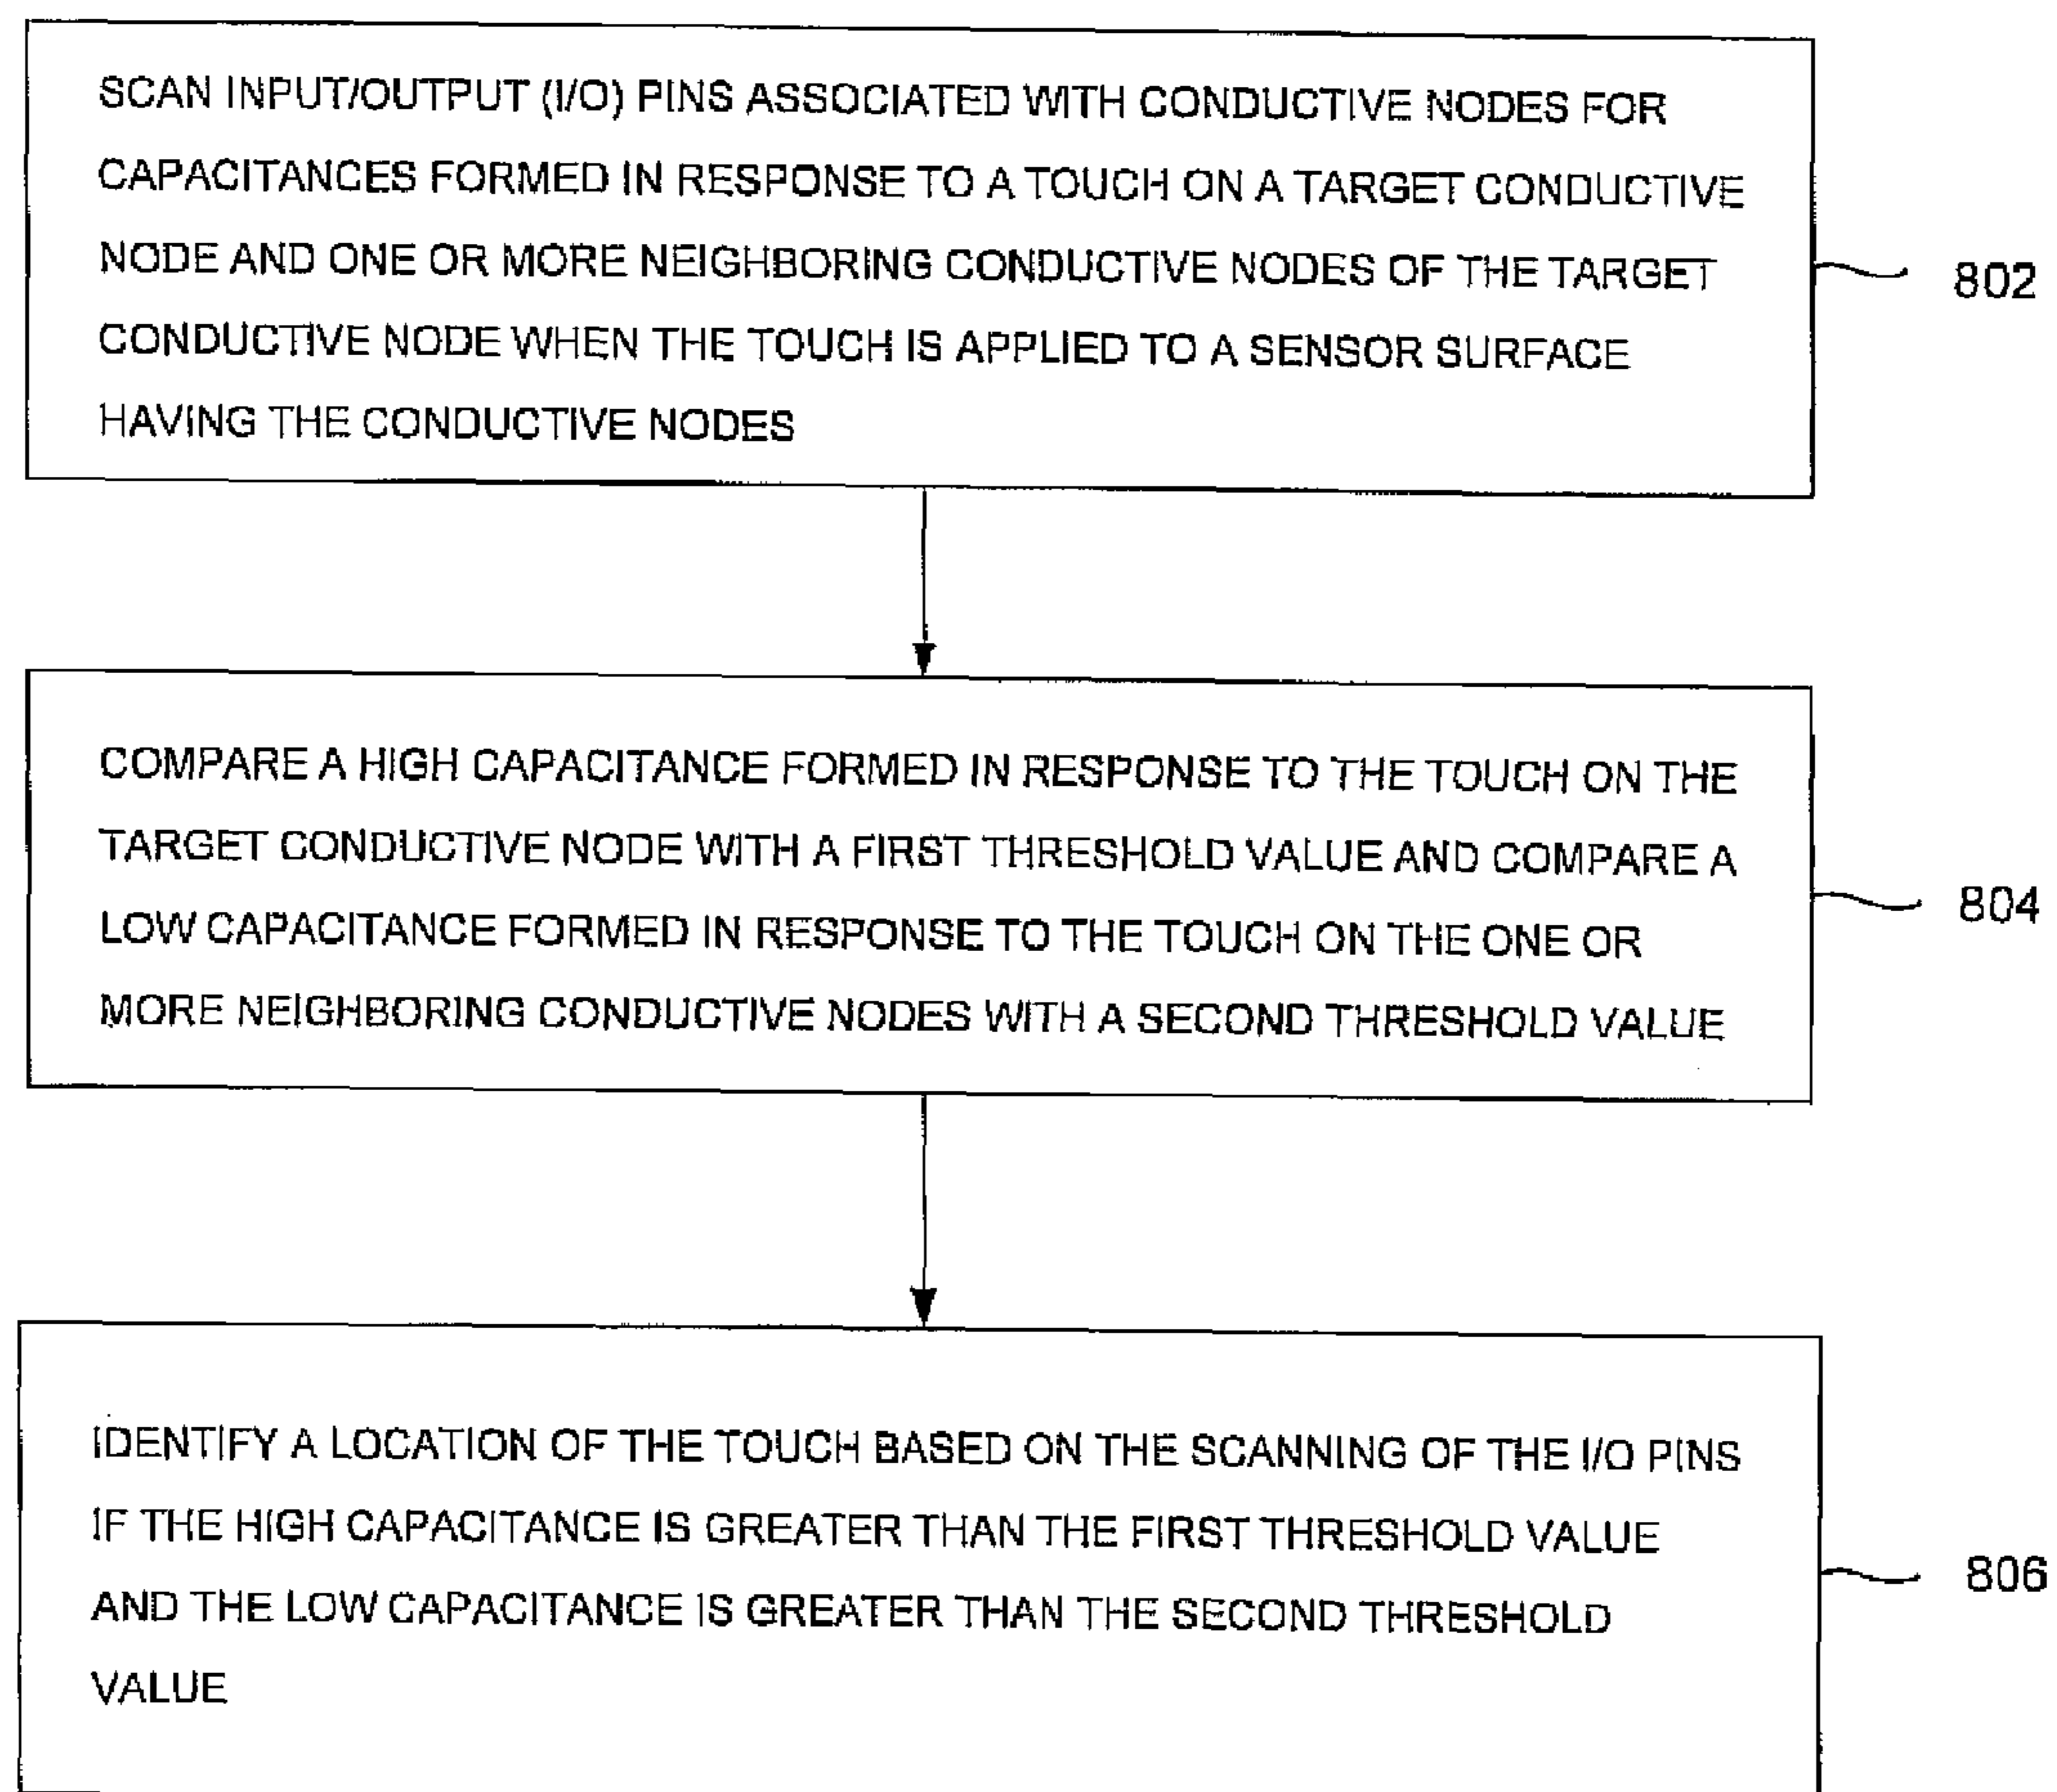 SCAN INPUT/OUTPUT (I/O) PINS ASSOCIATED WITH CONDUCTIVE NODES FOR
CAPACITANCES FORMED IN RESPONSE TO A TOUCH ON A TARGET CONDUCTIVE
NODE AND ONE OR MORE NEIGHBORING CONDUCTIVE NODES OF THE TARGET
CONDUCTIVE NODE WHEN THE TOUCH IS APPLIED TO A SENSOR SURFACE
HAVING THE CONDUCTIVE NODES
802
COMPARE A HIGH CAPACITANCE FORMED IN RESPONSE TO THE TOUCH ON THE
TARGET CONDUCTIVE NODE WITH A FIRST THRESHOLD VALUE AND COMPARE A
LOW CAPACITANCE FORMED IN RESPONSE TO THE TOUCH ON THE ONE OR
MORE NEIGHBORING CONDUCTIVE NODES WITH A SECOND THRESHOLD VALUE
804
IDENTIFY A LOCATION OF THE TOUCH BASED ON THE SCANNING OF THE I/O PINS
IF THE HIGH CAPACITANCE IS GREATER THAN THE FIRST THRESHOLD VALUE
AND THE LOW CAPACITANCE IS GREATER THAN THE SECOND THRESHOLD
VALUE
806